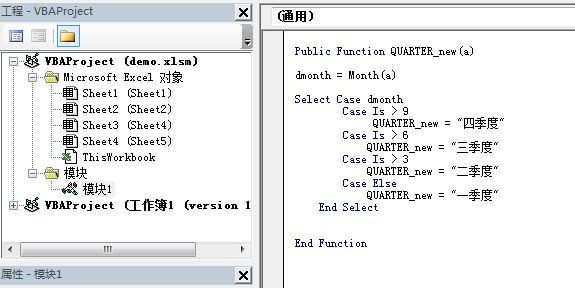 工程 - VBAProject
VBAProject (demo.xlsm)
Microsoft Excel 对象
Sheet1 (Sheet1)
Sheet2 (Sheet2)
Sheet3 (Sheet4)
Sheet4 (Sheet5)
ThisWorkbook
模块
模块1
VBAProject (工作簿1 (version 1
属性 - 模块1
(通用)
Public Function QUARTER_new(a)
dmonth = Month(a)
Select Case dmonth
Case Is > 9
QUARTER_new = "四季度"
Case Is > 6
QUARTER_new = "三季度"
Case Is > 3
QUARTER_new = "二季度"
Case Else
QUARTER_new = "一季度"
End Select
End Function